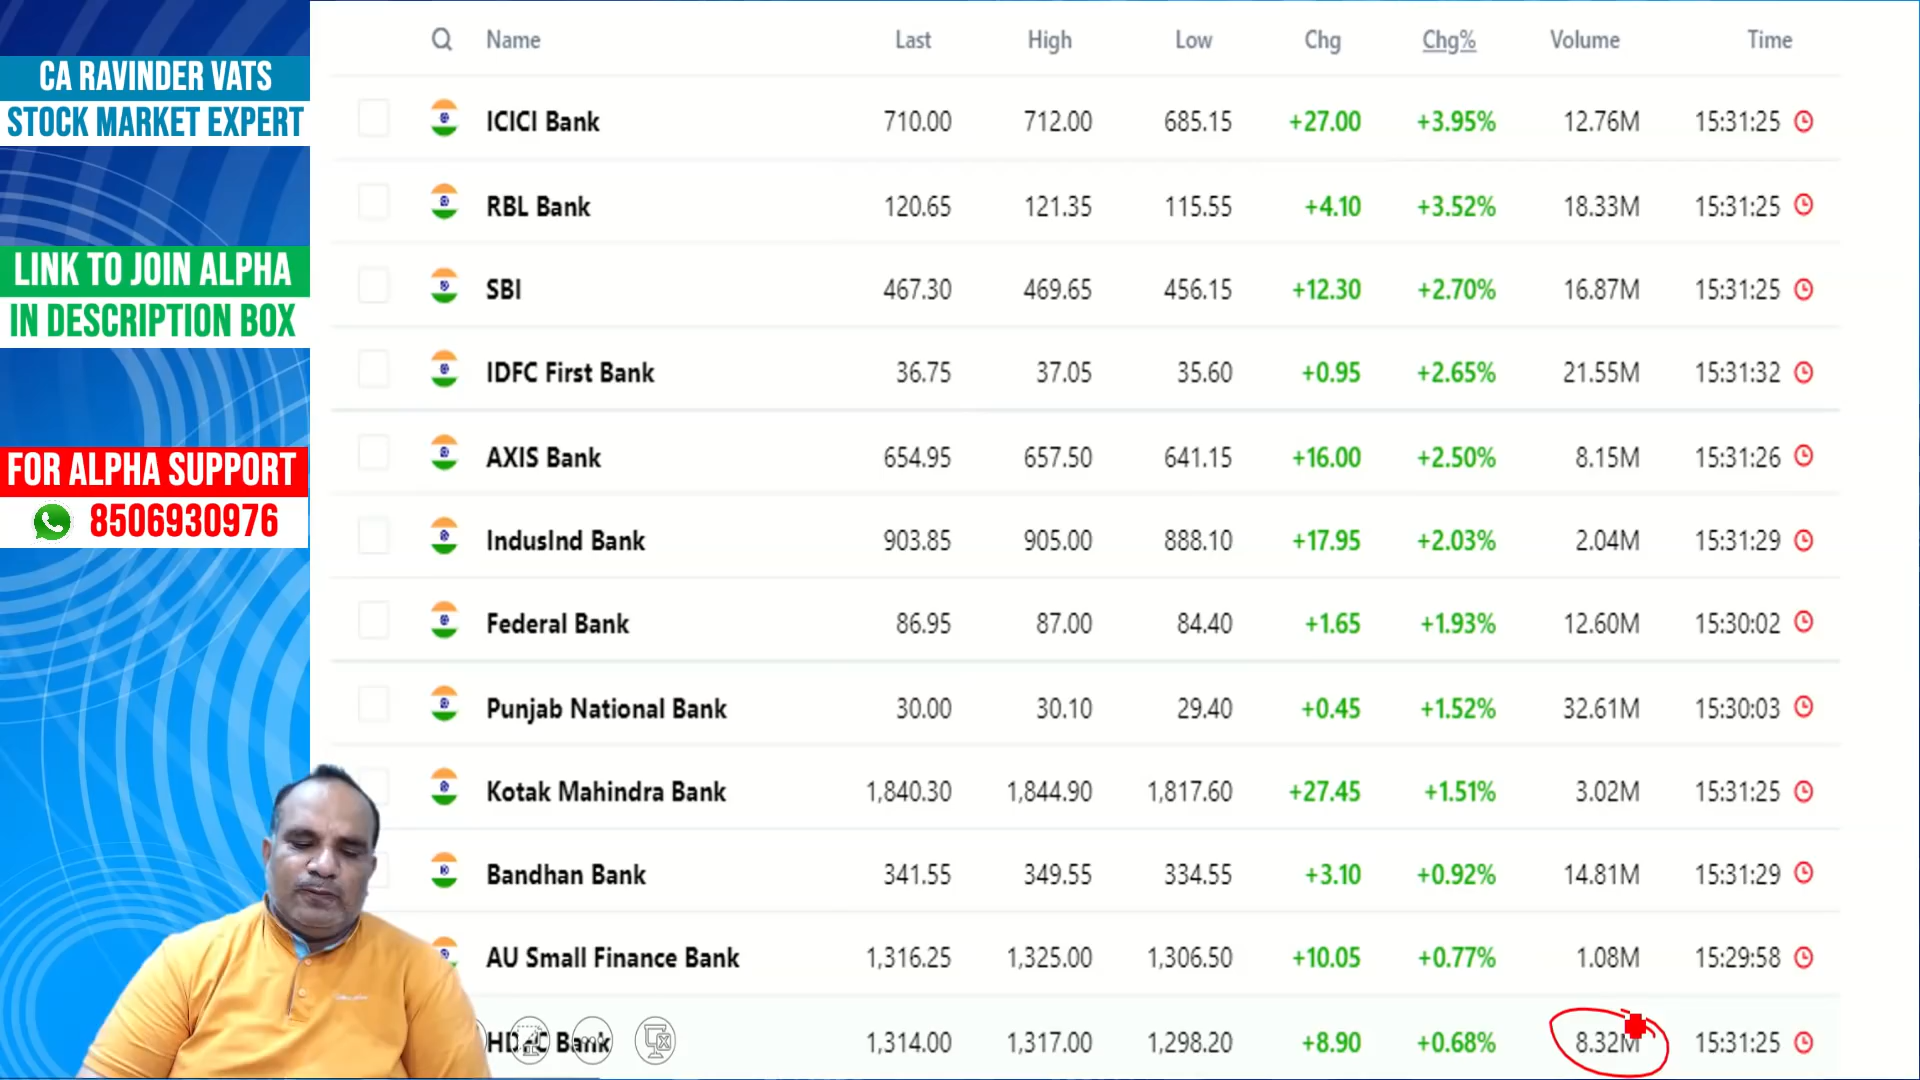 CA RAVINDER VATS
STOCK MARKET EXPERT
LINK TO JOIN ALPHA
IN DESCRIPTION BOX
FOR ALPHA SUPPORT
8506930976
Name Last High Low Chg Chg% Volume Time
ICICI Bank 710.00 712.00 685.15 +27.00 +3.95% 12.76M 15:31:25
RBL Bank 120.65 121.35 115.55 +4.10 +3.52% 18.33M 15:31:25
SBI 467.30 469.65 456.15 +12.30 +2.70% 16.87M 15:31:25
IDFC First Bank 36.75 37.05 35.60 +0.95 +2.65% 21.55M 15:31:32
AXIS Bank 654.95 657.50 641.15 +16.00 +2.50% 8.15M 15:31:26
IndusInd Bank 903.85 905.00 888.10 +17.95 +2.03% 2.04M 15:31:29
Federal Bank 86.95 87.00 84.40 +1.65 +1.93% 12.60M 15:30:02
Punjab National Bank 30.00 30.10 29.40 +0.45 +1.52% 32.61M 15:30:03
Kotak Mahindra Bank 1,840.30 1,844.90 1,817.60 +27.45 +1.51% 3.02M 15:31:25
Bandhan Bank 341.55 349.55 334.55 +3.10 +0.92% 14.81M 15:31:29
AU Small Finance Bank 1,316.25 1,325.00 1,306.50 +10.05 +0.77% 1.08M 15:29:58
HDFC Bank 1,314.00 1,317.00 1,298.20 +8.90 +0.68% 8.32M 15:31:25